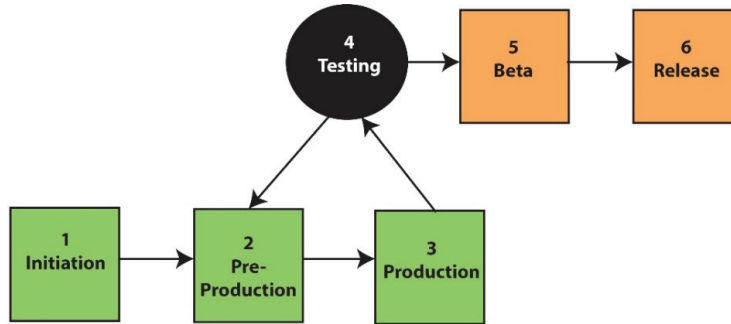 4
Testing
5
Beta
6
Release
1
Initiation
2
Pre-
Production
3
Production